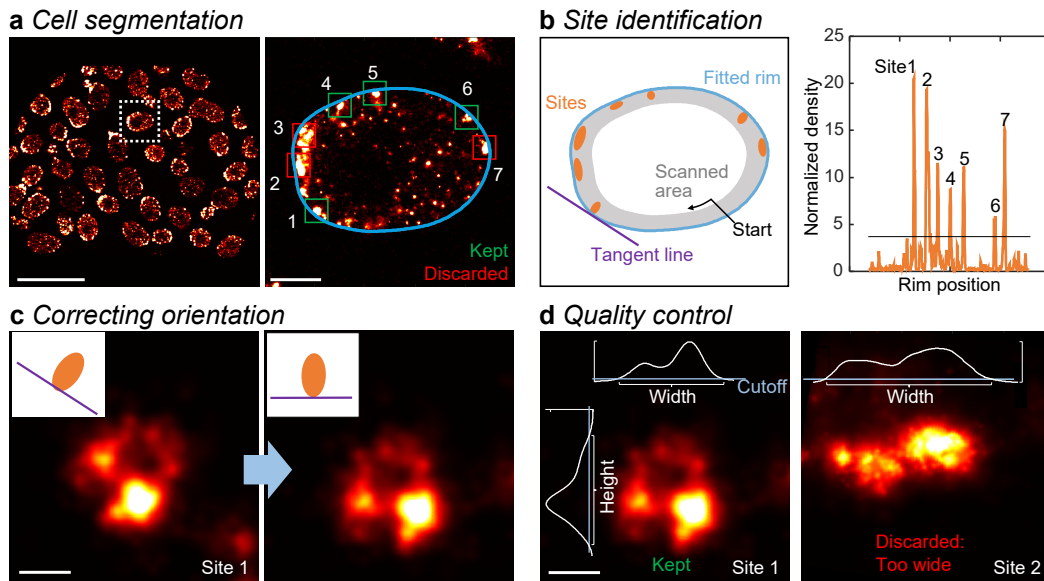 a Cell segmentation
1
2
3
4
5
6
7
Kept
Discarded
b Site identification
Sites
Fitted rim
Scanned
area
Start
Tangent line
Normalized density
25
20
15
10
5
0
Site1
2
3
4
5
6
7
Rim position
c Correcting orientation
Site 1
d Quality control
Width
Cutoff
Height
Kept
Site 1
Width
Discarded:
Too wide
Site 2